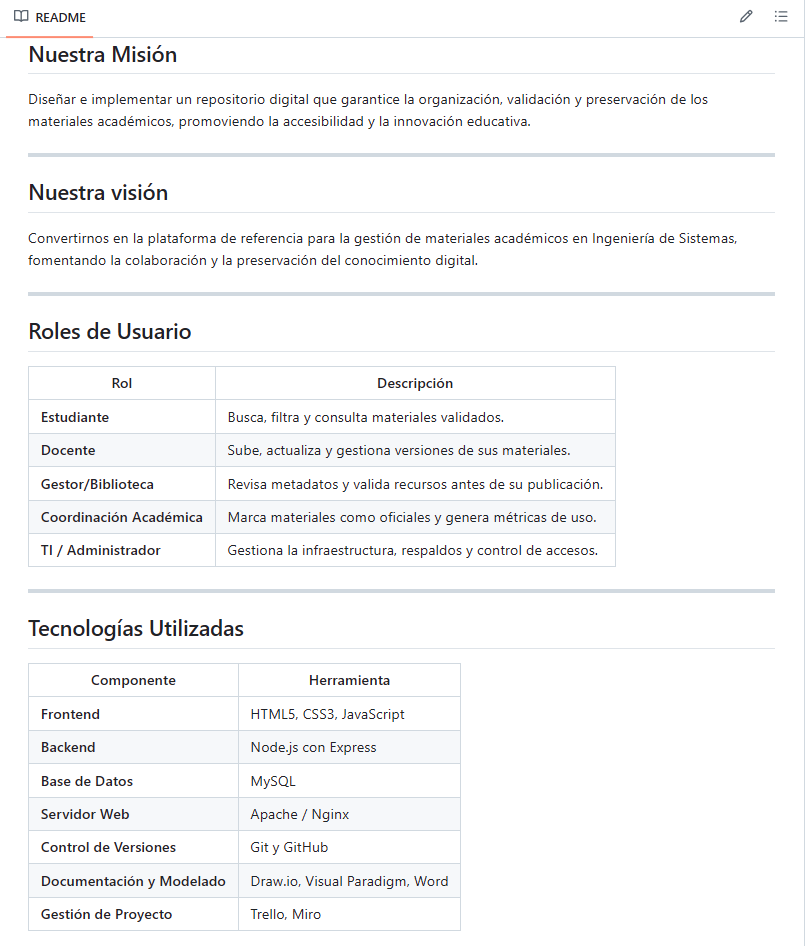 README
Nuestra Misión
Diseñar e implementar un repositorio digital que garantice la organización, validación y preservación de los
materiales académicos, promoviendo la accesibilidad y la innovación educativa.
Nuestra visión
Convertirnos en la plataforma de referencia para la gestión de materiales académicos en Ingeniería de Sistemas,
fomentando la colaboración y la preservación del conocimiento digital.
Roles de Usuario
Rol Descripción
Estudiante Busca, filtra y consulta materiales validados.
Docente Sube, actualiza y gestiona versiones de sus materiales.
Gestor/Biblioteca Revisa metadatos y valida recursos antes de su publicación.
Coordinación Académica Marca materiales como oficiales y genera métricas de uso.
TI / Administrador Gestiona la infraestructura, respaldos y control de accesos.
Tecnologías Utilizadas
Componente Herramienta
Frontend HTML5, CSS3, JavaScript
Backend Node.js con Express
Base de Datos MySQL
Servidor Web Apache / Nginx
Control de Versiones Git y GitHub
Documentación y Modelado Draw.io, Visual Paradigm, Word
Gestión de Proyecto Trello, Miro